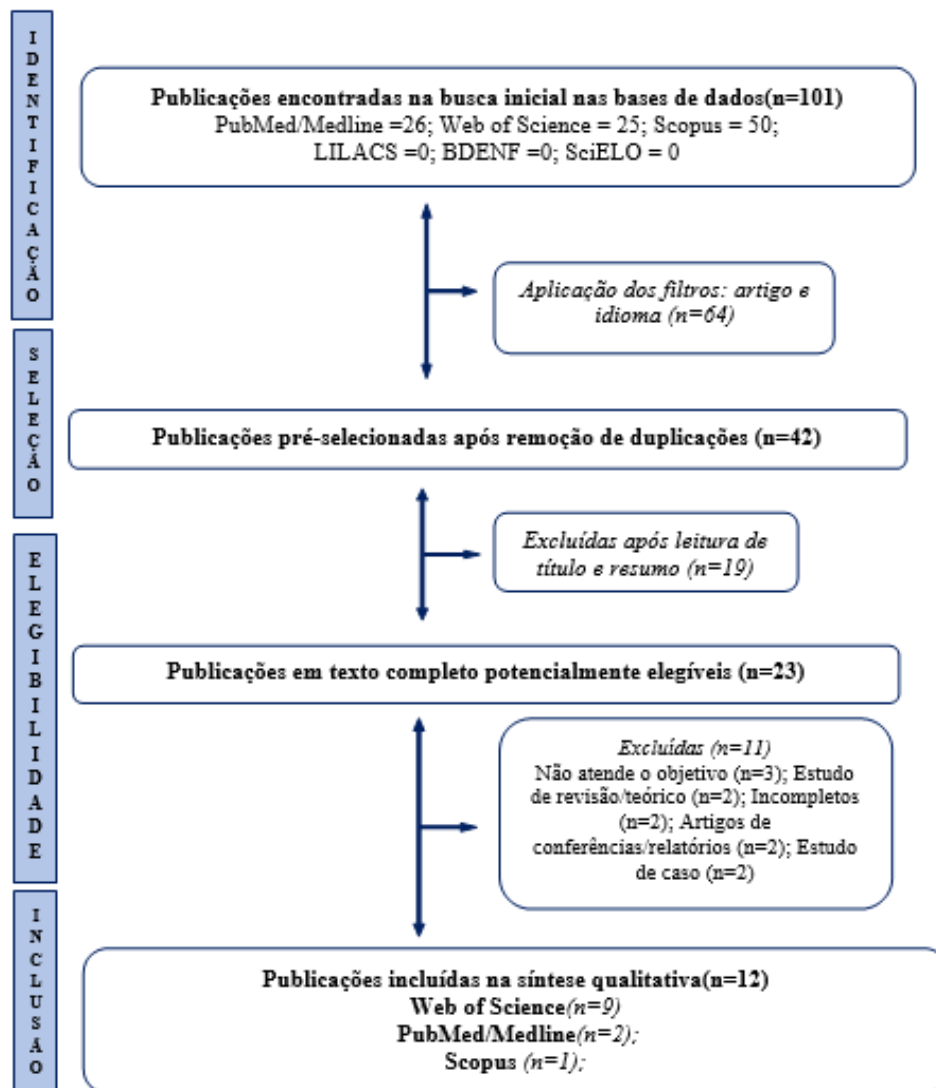 IDENTIFICAÇÃO
Publicações encontradas na busca inicial nas bases de dados(n=101)
PubMed/Medline =26; Web of Science = 25; Scopus = 50;
LILACS =0; BDENF =0; SciELO = 0
Aplicação dos filtros: artigo e
idioma (n=64)
SELEÇÃO
Publicações pré-selecionadas após remoção de duplicações (n=42)
Excluídas após leitura de
título e resumo (n=19)
ELEGIBILIDADE
Publicações em texto completo potencialmente elegíveis (n=23)
Excluídas (n=11)
Não atende o objetivo (n=3); Estudo
de revisão/teórico (n=2); Incompletos
(n=2); Artigos de
conferências/relatórios (n=2); Estudo
de caso (n=2)
INCLUSÃO
Publicações incluídas na síntese qualitativa(n=12)
Web of Science(n=9)
PubMed/Medline(n=2);
Scopus (n=1);